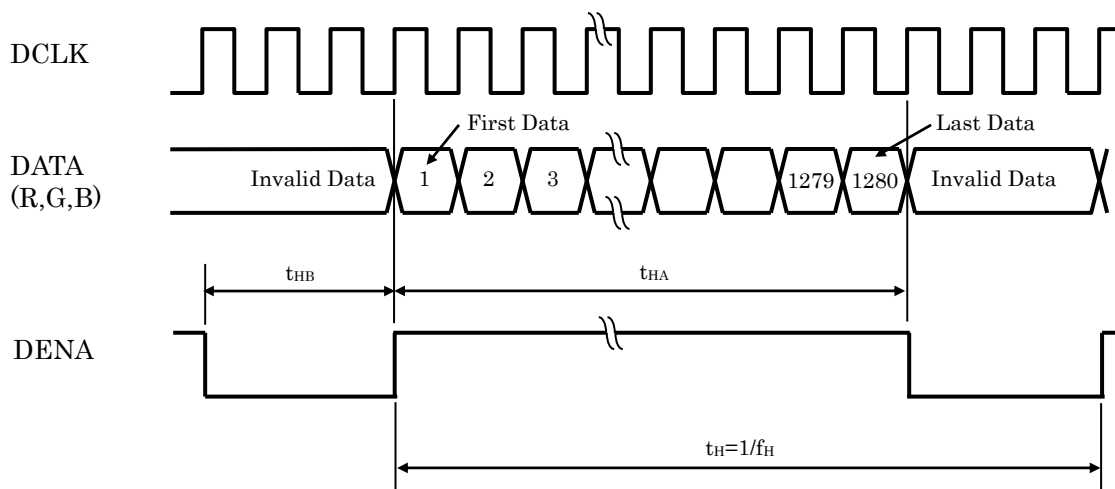 DCLK
First Data
Last Data
DATA
(R,G,B)
Invalid Data
1
2
3
1279
1280
Invalid Data
tHB
tHA
DENA
tH=1/fH